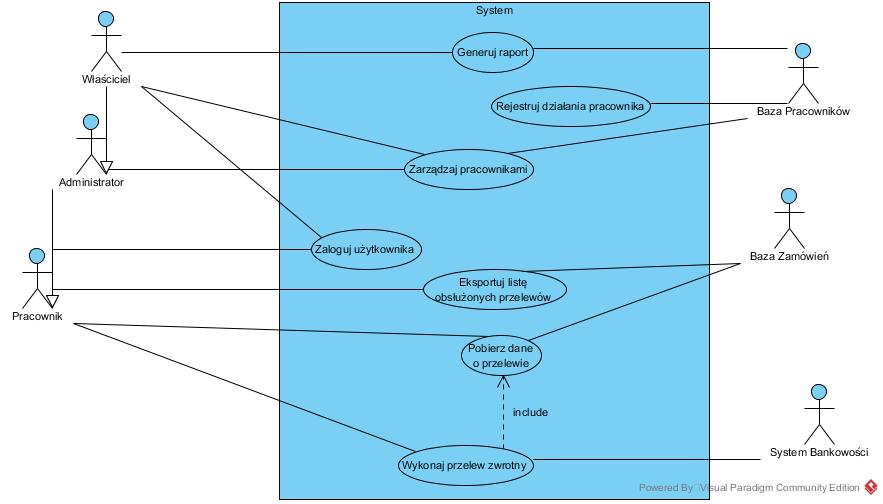 System
Właściciel
Generuj raport
Baza Pracowników
Rejestruj działania pracownika
Administrator
Zarządzaj pracownikami
Zaloguj użytkownika
Baza Zamówień
Eksportuj listę
obsłużonych przelewów
Pracownik
Pobierz dane
o przelewie
include
System Bankowości
Wykonaj przelew zwrotny
Powered By Visual Paradigm Community Edition